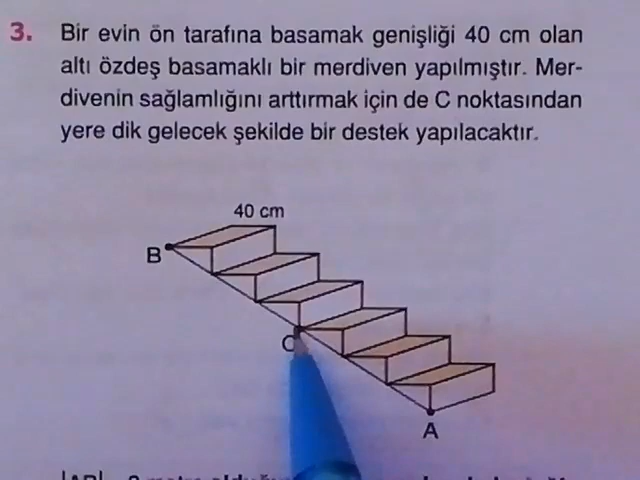 3. Bir evin ön tarafına basamak genişliği 40 cm olan
altı özdeş basamaklı bir merdiven yapılmıştır. Mer-
divenin sağlamlığını arttırmak için de C noktasından
yere dik gelecek şekilde bir destek yapılacaktır.
40 cm
B
C
A